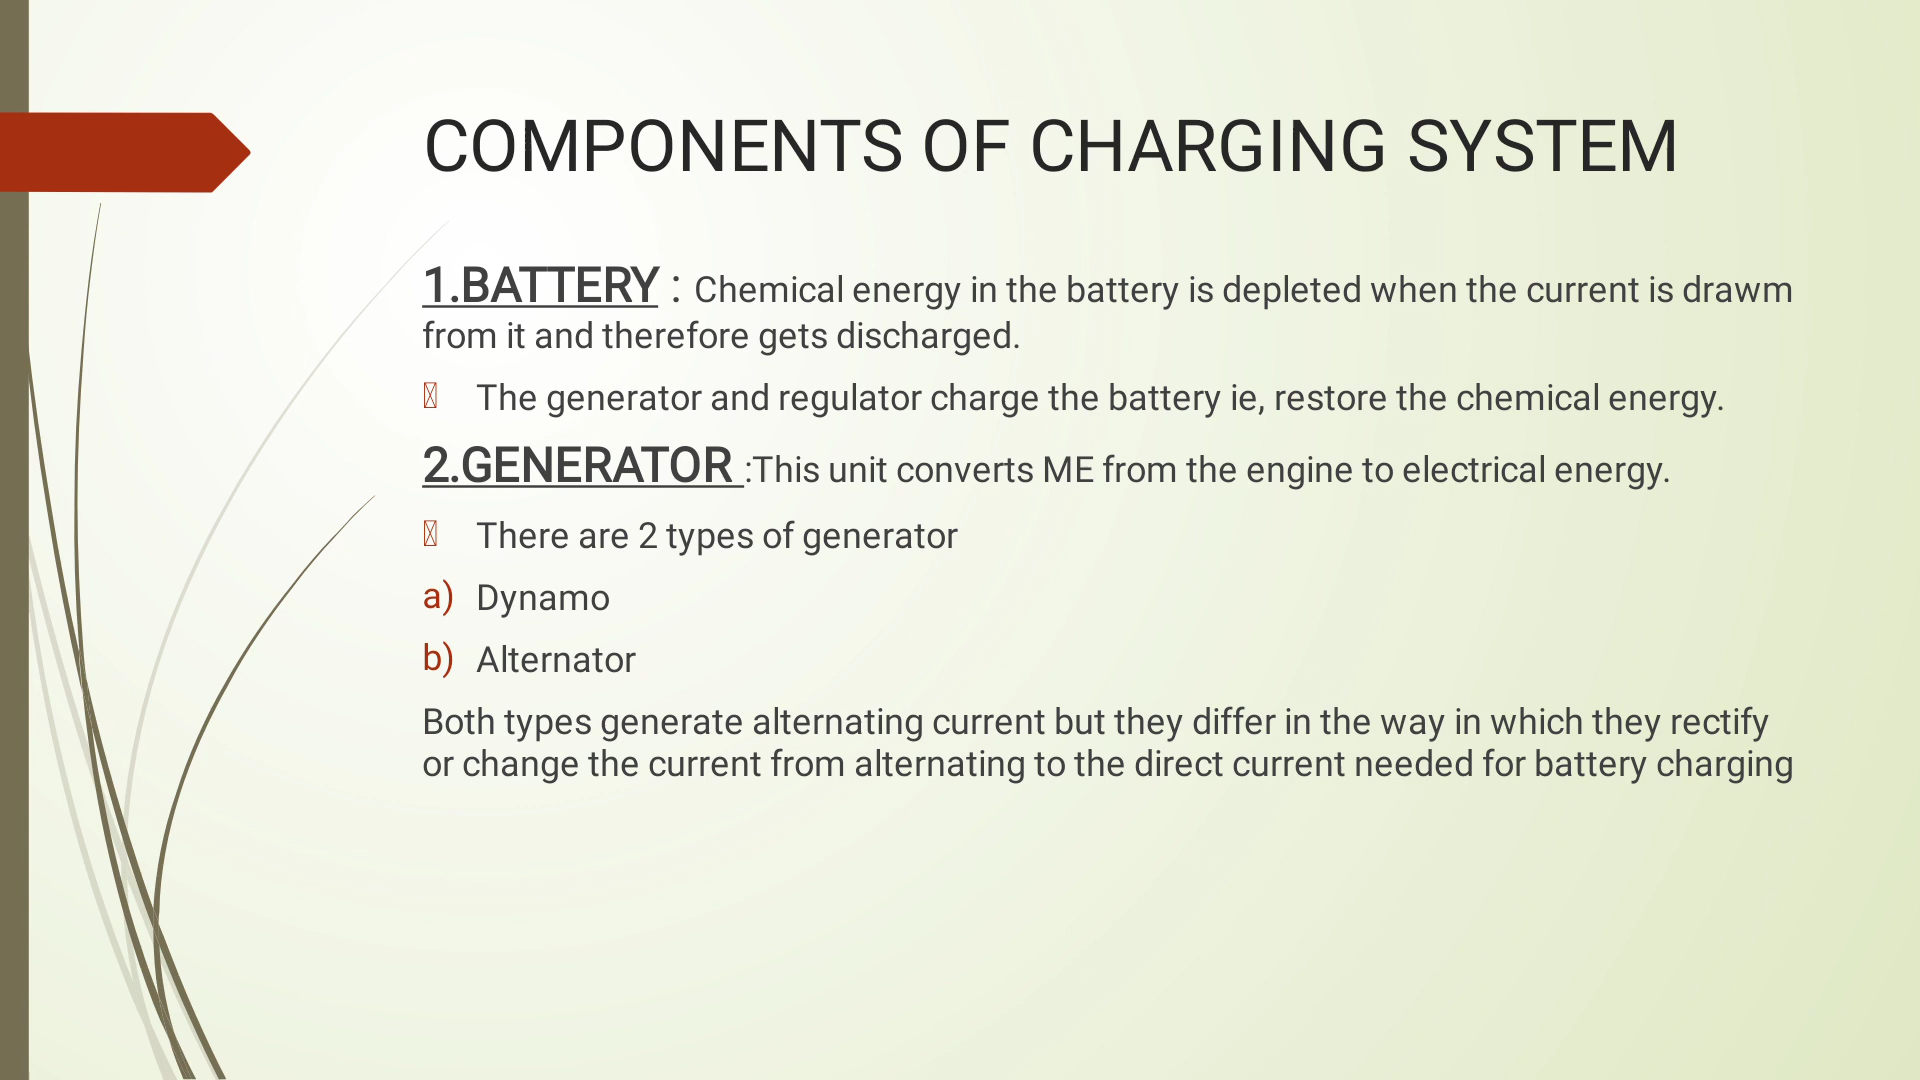 COMPONENTS OF CHARGING SYSTEM
1.BATTERY : Chemical energy in the battery is depleted when the current is drawm
from it and therefore gets discharged.
The generator and regulator charge the battery ie, restore the chemical energy.
2.GENERATOR :This unit converts ME from the engine to electrical energy.
There are 2 types of generator
a) Dynamo
b) Alternator
Both types generate alternating current but they differ in the way in which they rectify
or change the current from alternating to the direct current needed for battery charging